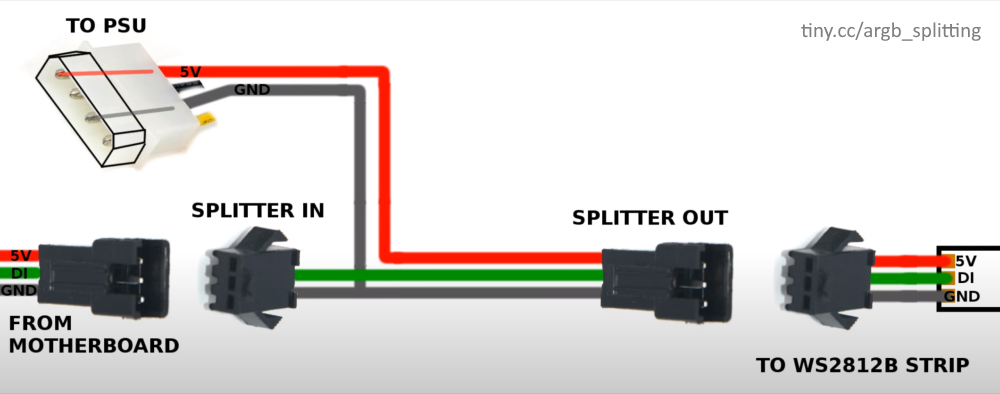 TO PSU
tiny.cc/argb_splitting
5V
GND
SPLITTER IN
SPLITTER OUT
5V
DI
GND
5V
DI
GND
FROM
MOTHERBOARD
TO WS2812B STRIP